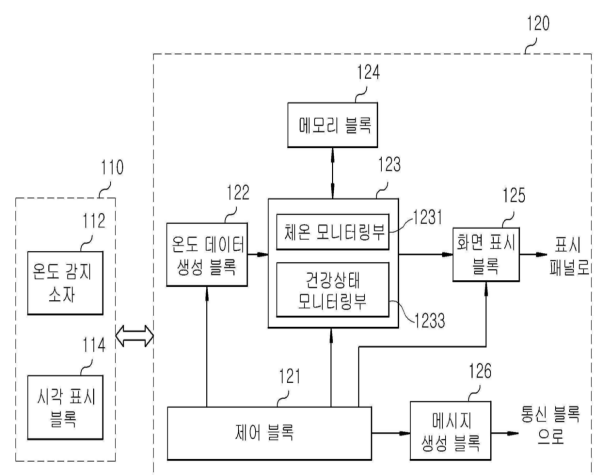 120
124
메모리 블록
110
123
122
125
112
체온 모니터링부
1231
온도 데이터
생성 블록
화면 표시
블록
표시
패널로
온도 감지
소자
건강상태
모니터링부
1233
114
시각 표시
블록
121
제어 블록
126
메시지
생성 블록
통신 블록
으로